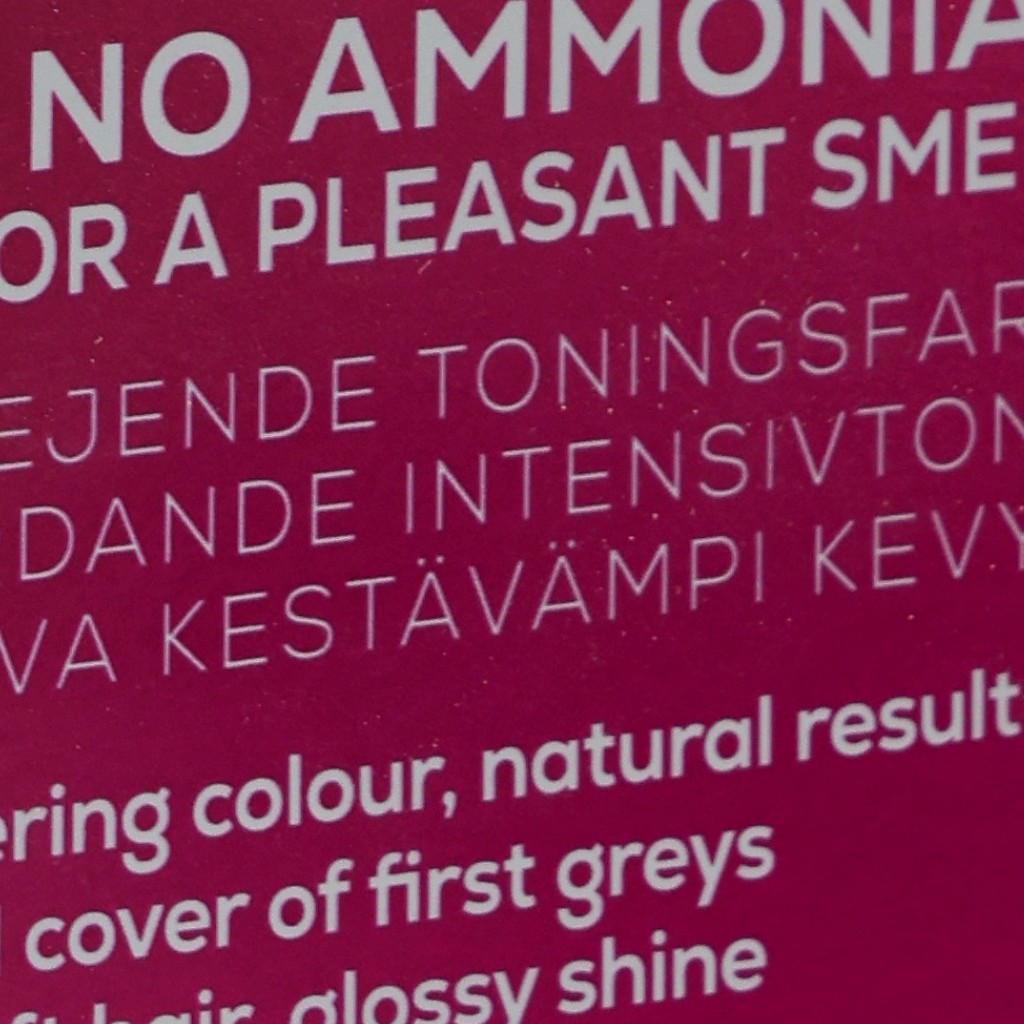 NO AMMONIA
OR A PLEASANT SME
EJENDE TONINGSFAR
DANDE INTENSIVTON
VA KESTÄVÄMPI KEVY
ering colour, natural result
cover of first greys
hair, glossy shine